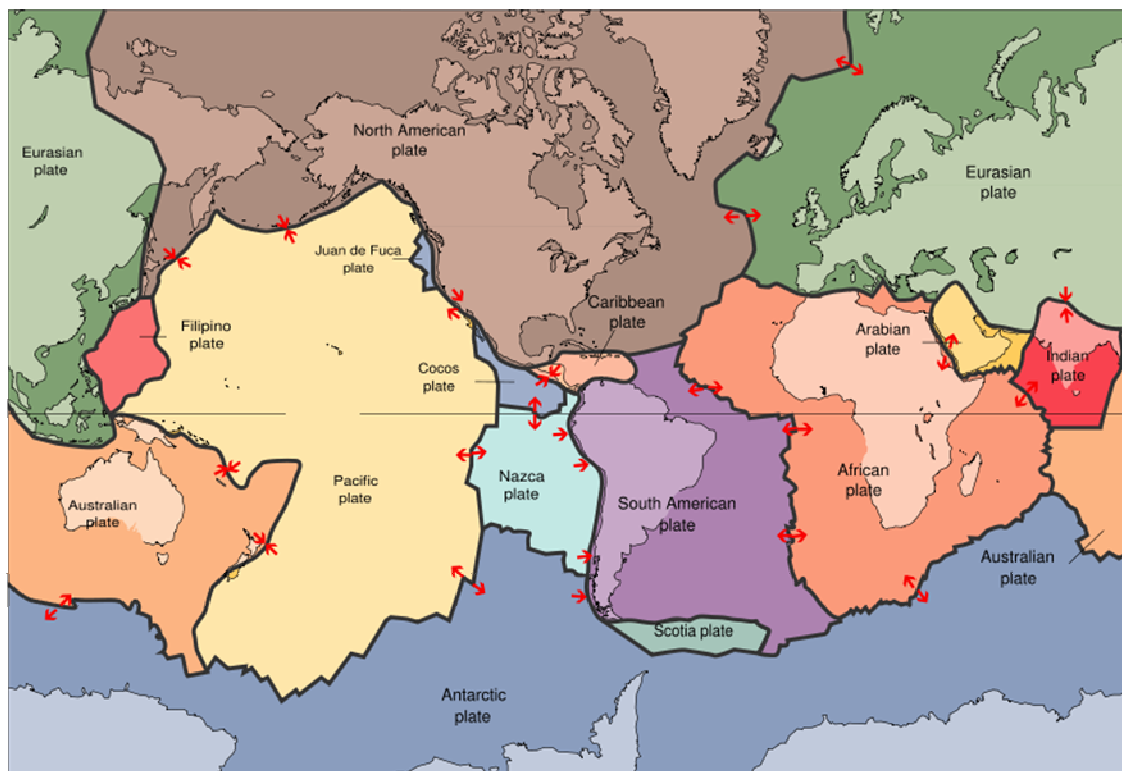 North American
plate
Eurasian
plate
Eurasian
plate
Juan de Fuca
plate
Caribbean
plate
Filipino
plate
Arabian
plate
Indian
plate
Cocos
plate
Pacific
plate
Nazca
plate
South American
plate
African
plate
Australian
plate
Australian
plate
Scotia plate
Antarctic
plate